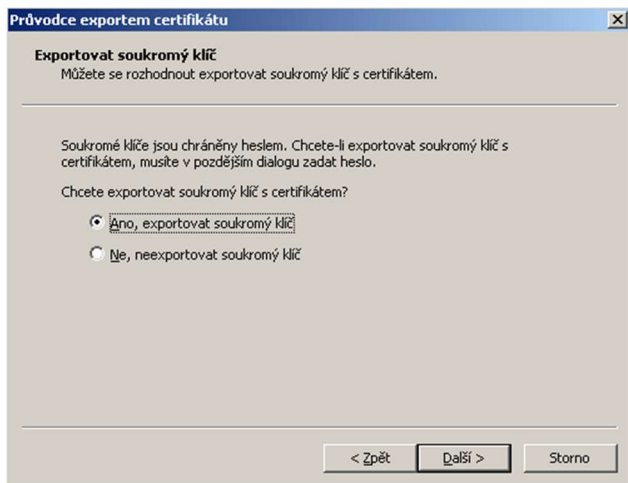 Průvodce exportem certifikátu
Exportovat soukromý klíč
Můžete se rozhodnout exportovat soukromý klíč s certifikátem.
Soukromé klíče jsou chráněny heslem. Chcete-li exportovat soukromý klíč s
certifikátem, musíte v pozdějším dialogu zadat heslo.
Chcete exportovat soukromý klíč s certifikátem?
Ano, exportovat soukromý klíč
Ne, neexportovat soukromý klíč
< Zpět Další > Storno